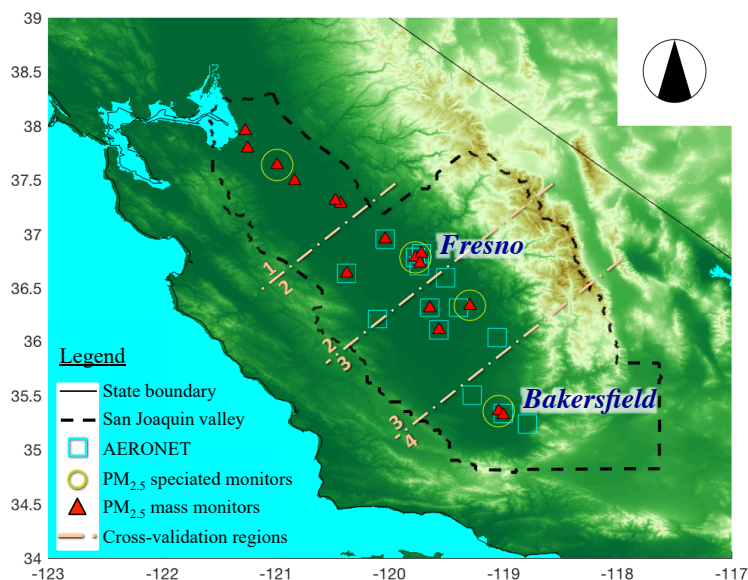 39
38.5
38
37.5
37
36.5
36
35.5
35
34.5
34
-123
-122
-121
-120
-119
-118
-117
1
2
2
3
3
4
Fresno
Bakersfield
Legend
State boundary
San Joaquin valley
AERONET
PM2.5 speciated monitors
PM2.5 mass monitors
Cross-validation regions